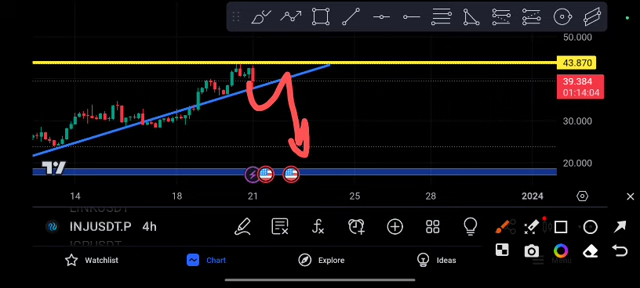 50.000
43.870
39.384
01:14:04
30.000
20.000
14 18 21 25 28 2024
INJUSDT.P 4h
Watchlist Chart Explore Ideas